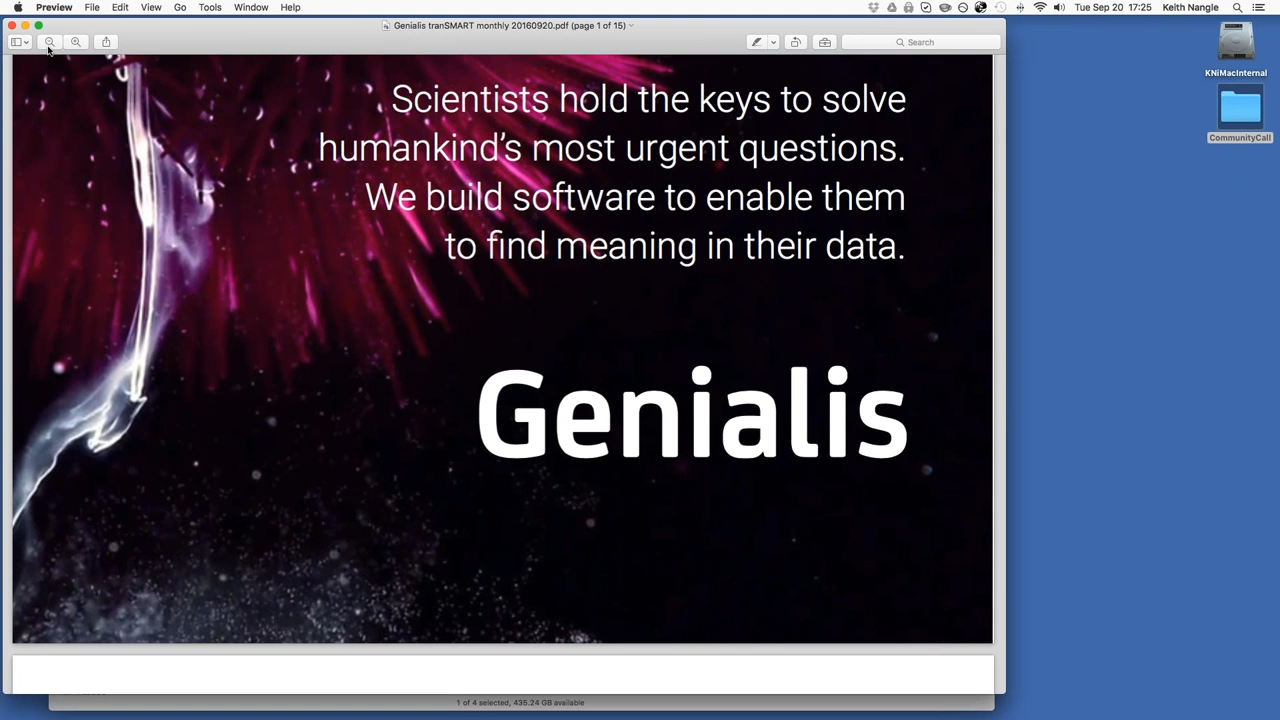 Preview File Edit View Go Tools Window Help
Tue Sep 20 17:25 Keith Nangle
Genialis tranSMART monthly 20160920.pdf (page 1 of 15)
Search
KNiMacInternal
CommunityCall
Scientists hold the keys to solve
humankind's most urgent questions.
We build software to enable them
to find meaning in their data.
Genialis
1 of 4 selected, 435.24 GB available